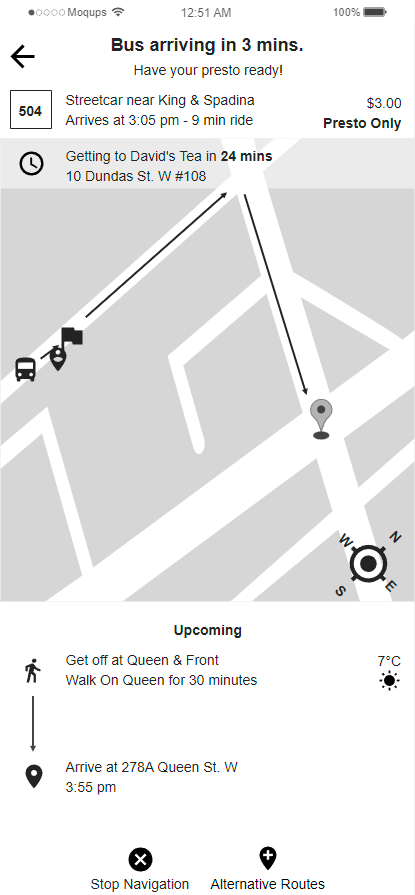 Moqups 12:51 AM 100%
Bus arriving in 3 mins.
Have your presto ready!
504
Streetcar near King & Spadina
$3.00
Arrives at 3:05 pm - 9 min ride
Presto Only
Getting to David's Tea in 24 mins
10 Dundas St. W #108
W N
S E
Upcoming
Get off at Queen & Front
7°C
Walk On Queen for 30 minutes
Arrive at 278A Queen St. W
3:55 pm
Stop Navigation Alternative Routes